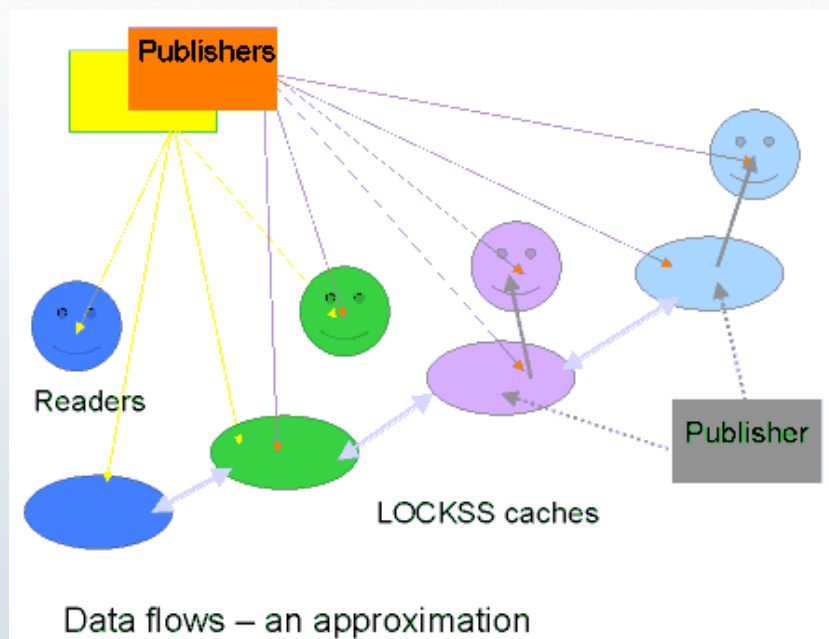 Publishers
Readers
Publisher
LOCKSS caches
Data flows – an approximation